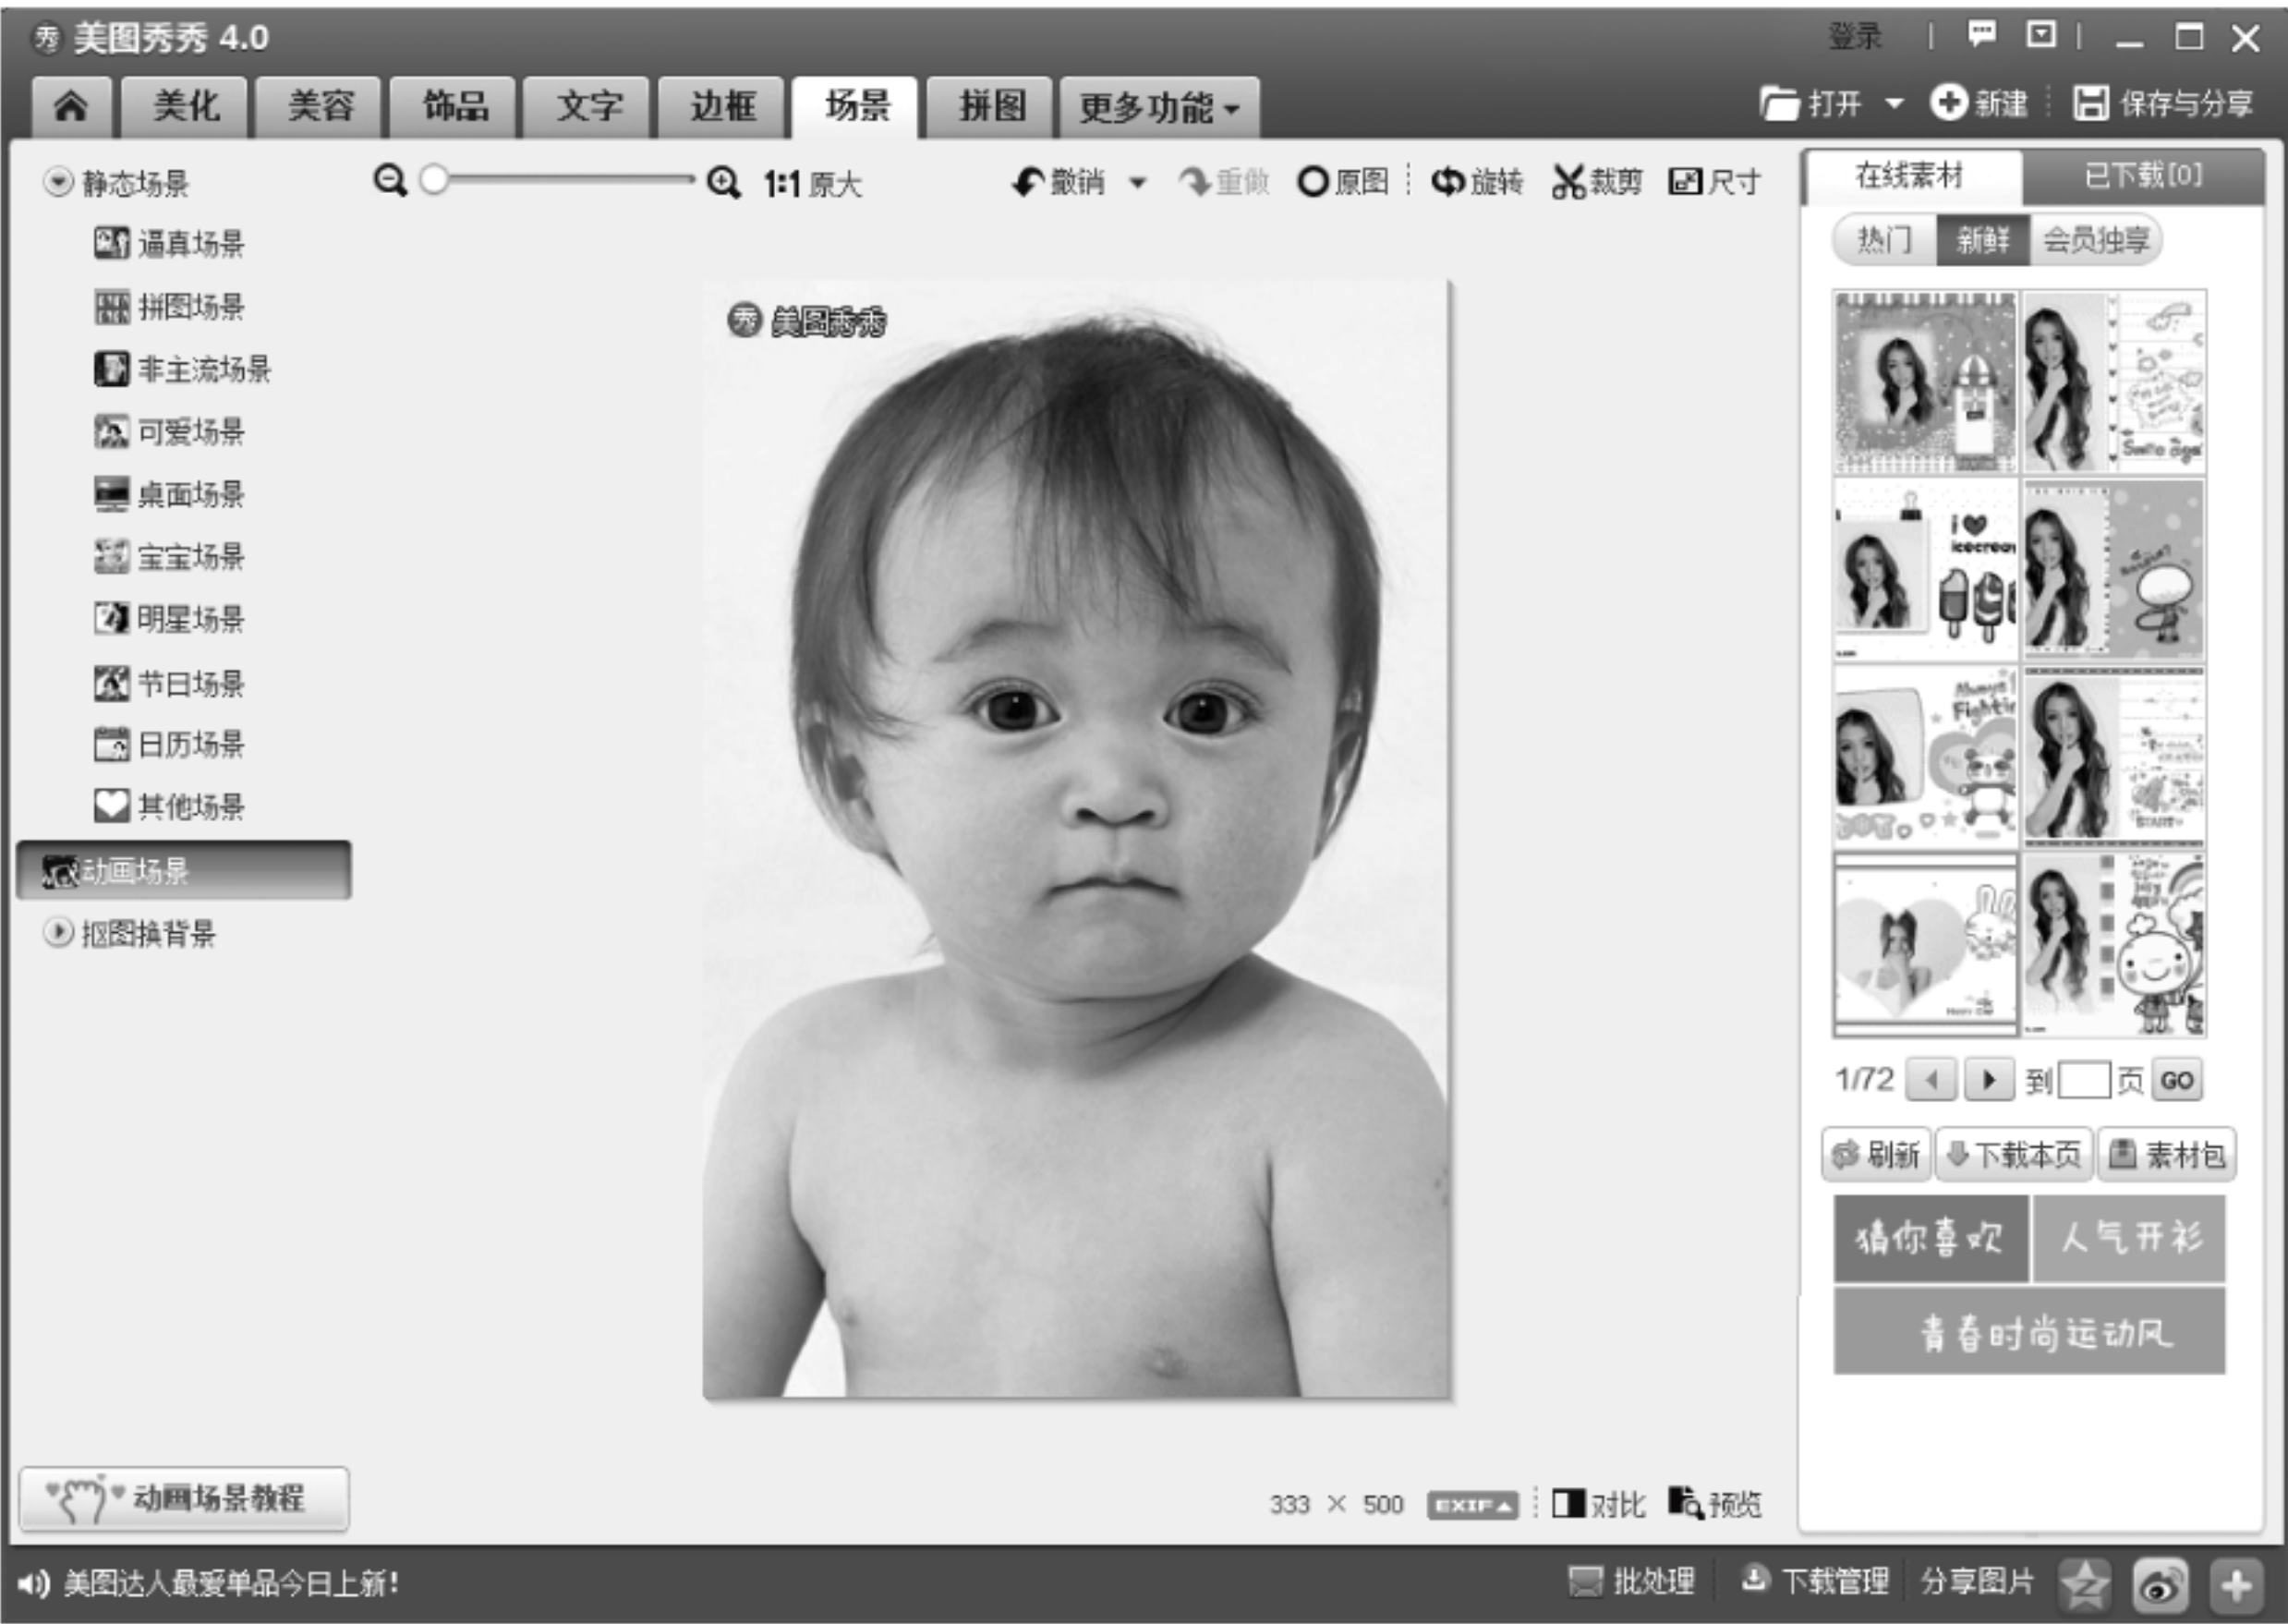 美图秀秀 4.0
登录
美化 美容 饰品 文字 边框 场景 拼图 更多功能
打开 新建 保存与分享
静态场景
逼真场景
拼图场景
非主流场景
可爱场景
桌面场景
宝宝场景
明星场景
节日场景
日历场景
其他场景
动画场景
抠图换背景
动画场景教程
1:1 原大 撤销 重做 原图 旋转 裁剪 尺寸
秀 美图秀秀
333 × 500 EXIF 对比 预览
在线素材 已下载[0]
热门 新鲜 会员独享
i
icecream
Always
Fightin
START
1/72 到 页 GO
刷新 下载本页 素材包
猜你喜欢 人气开衫
青春时尚运动风
美图达人最爱单品今日上新!
批处理 下载管理 分享图片